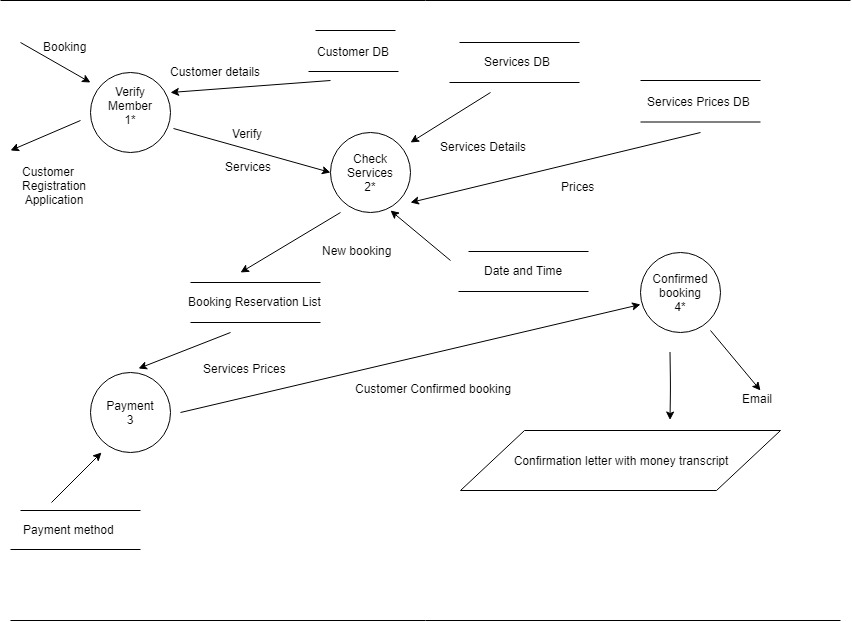 Booking
Customer DB
Services DB
Customer details
Verify
Member
1*
Services Prices DB
Verify
Services
Services Details
Check
Services
2*
Customer
Registration
Application
Prices
New booking
Date and Time
Confirmed
booking
4*
Booking Reservation List
Services Prices
Customer Confirmed booking
Email
Payment
3
Confirmation letter with money transcript
Payment method